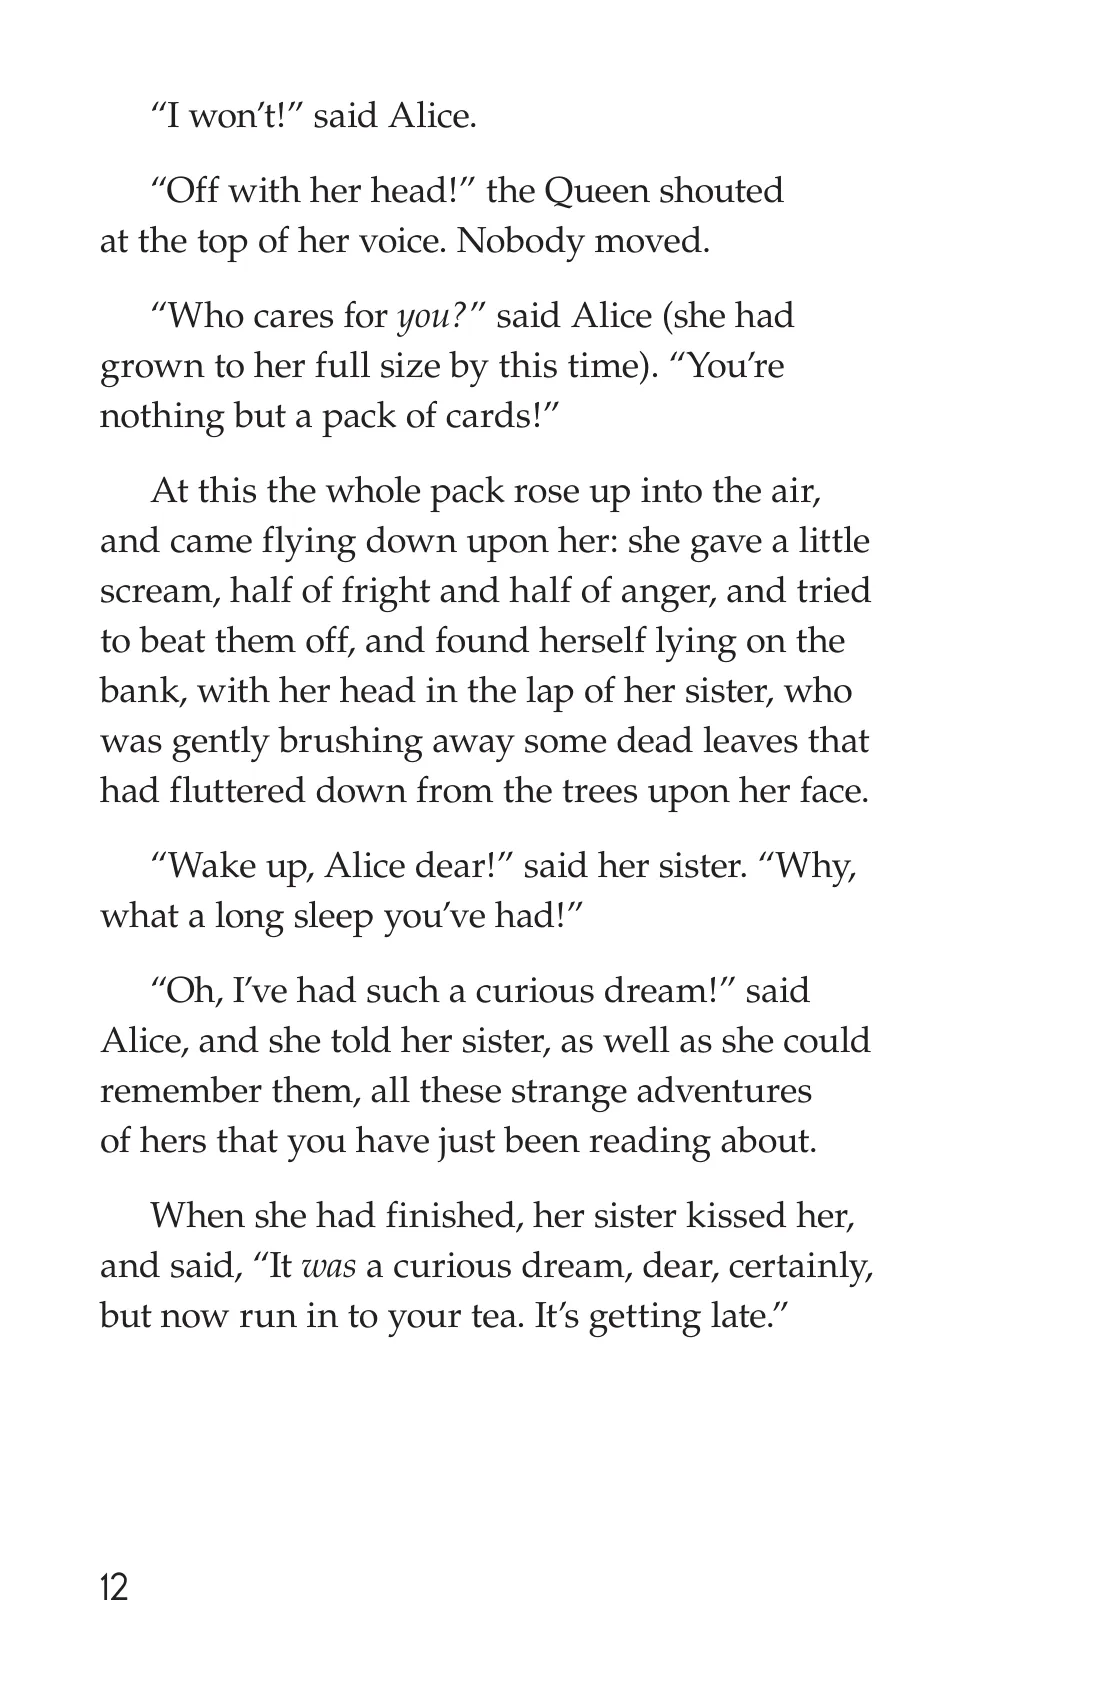 “I won’t!” said Alice.
“Off with her head!” the Queen shouted
at the top of her voice. Nobody moved.
“Who cares for you?” said Alice (she had
grown to her full size by this time). “You’re
nothing but a pack of cards!”
At this the whole pack rose up into the air,
and came flying down upon her: she gave a little
scream, half of fright and half of anger, and tried
to beat them off, and found herself lying on the
bank, with her head in the lap of her sister, who
was gently brushing away some dead leaves that
had fluttered down from the trees upon her face.
“Wake up, Alice dear!” said her sister. “Why,
what a long sleep you’ve had!”
“Oh, I’ve had such a curious dream!” said
Alice, and she told her sister, as well as she could
remember them, all these strange adventures
of hers that you have just been reading about.
When she had finished, her sister kissed her,
and said, “It was a curious dream, dear, certainly,
but now run in to your tea. It’s getting late.”
12